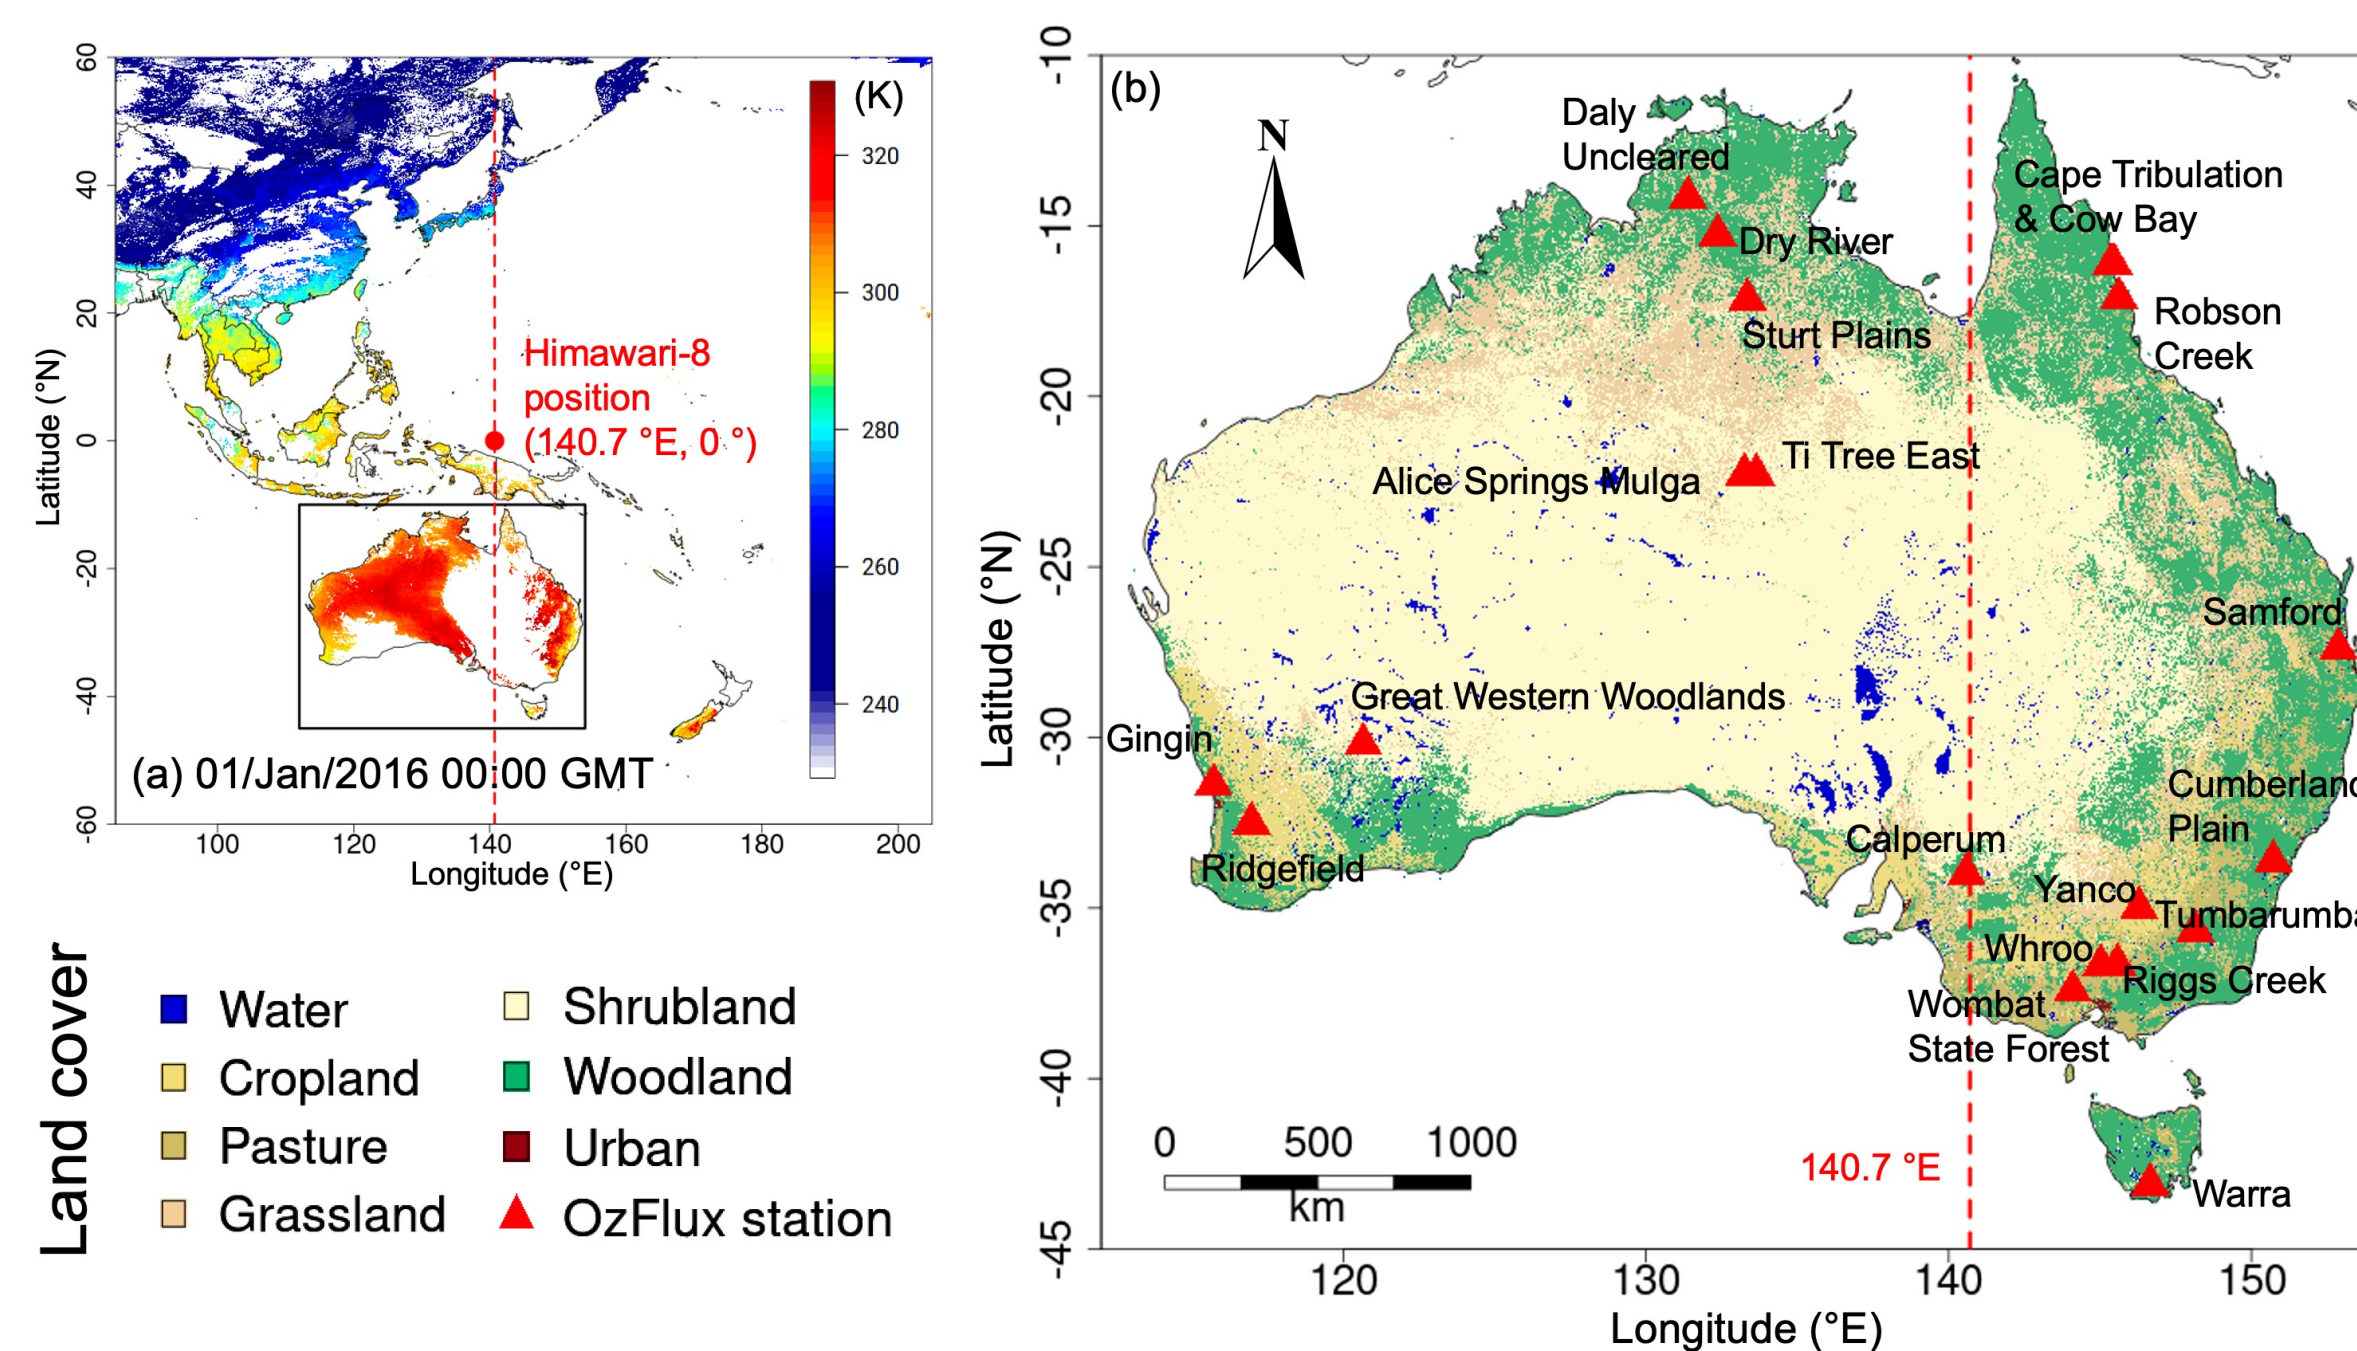 60
40
20
0
-20
-40
-60
Latitude (°N)
100
120
140
160
180
200
Longitude (°E)
(K)
320
300
280
260
240
Himawari-8
position
(140.7 °E, 0 °)
(a) 01/Jan/2016 00:00 GMT
Land cover
Water
Cropland
Pasture
Grassland
Shrubland
Woodland
Urban
OzFlux station
(b)
N
-10
-15
-20
-25
-30
-35
-40
-45
Latitude (°N)
Daly
Uncleared
Dry River
Sturt Plains
Cape Tribulation
& Cow Bay
Robson
Creek
Alice Springs Mulga
Ti Tree East
Samford
Great Western Woodlands
Gingin
Ridgefield
Cumberland
Plain
Calperum
Yanco
Tumbarumba
Whroo
Riggs Creek
Wombat
State Forest
Warra
140.7 °E
0
500
1000
km
120
130
140
150
Longitude (°E)